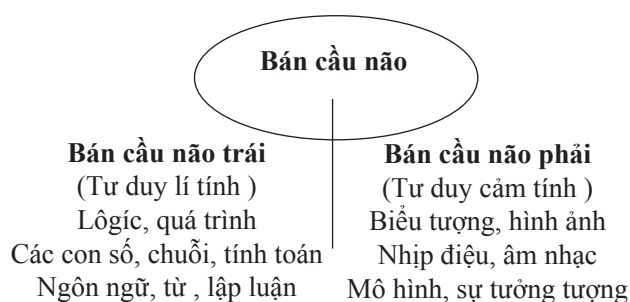 Bán cầu não
Bán cầu não trái
(Tư duy lí tính )
Lôgíc, quá trình
Các con số, chuỗi, tính toán
Ngôn ngữ, từ , lập luận
Bán cầu não phải
(Tư duy cảm tính )
Biểu tượng, hình ảnh
Nhịp điệu, âm nhạc
Mô hình, sự tưởng tượng